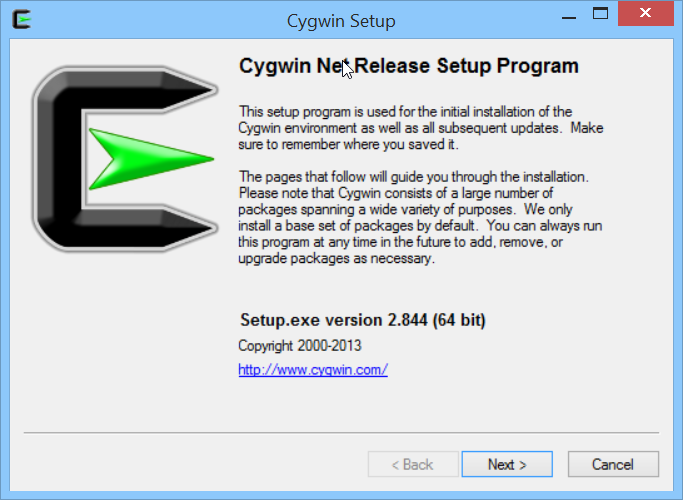 Cygwin Setup
Cygwin Net Release Setup Program
This setup program is used for the initial installation of the
Cygwin environment as well as all subsequent updates.  Make
sure to remember where you saved it.
The pages that follow will guide you through the installation.
Please note that Cygwin consists of a large number of
packages spanning a wide variety of purposes.  We only
install a base set of packages by default.  You can always run
this program at any time in the future to add, remove, or
upgrade packages as necessary.
Setup.exe version 2.844 (64 bit)
Copyright 2000-2013
http://www.cygwin.com/
< Back
Next >
Cancel